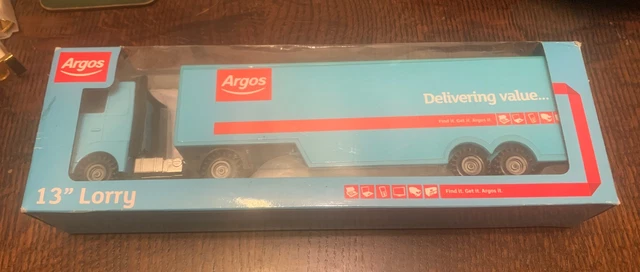 Argos
Argos
Delivering value...
Find it. Get it. Argos it.
13” Lorry
Find it. Get it. Argos it.